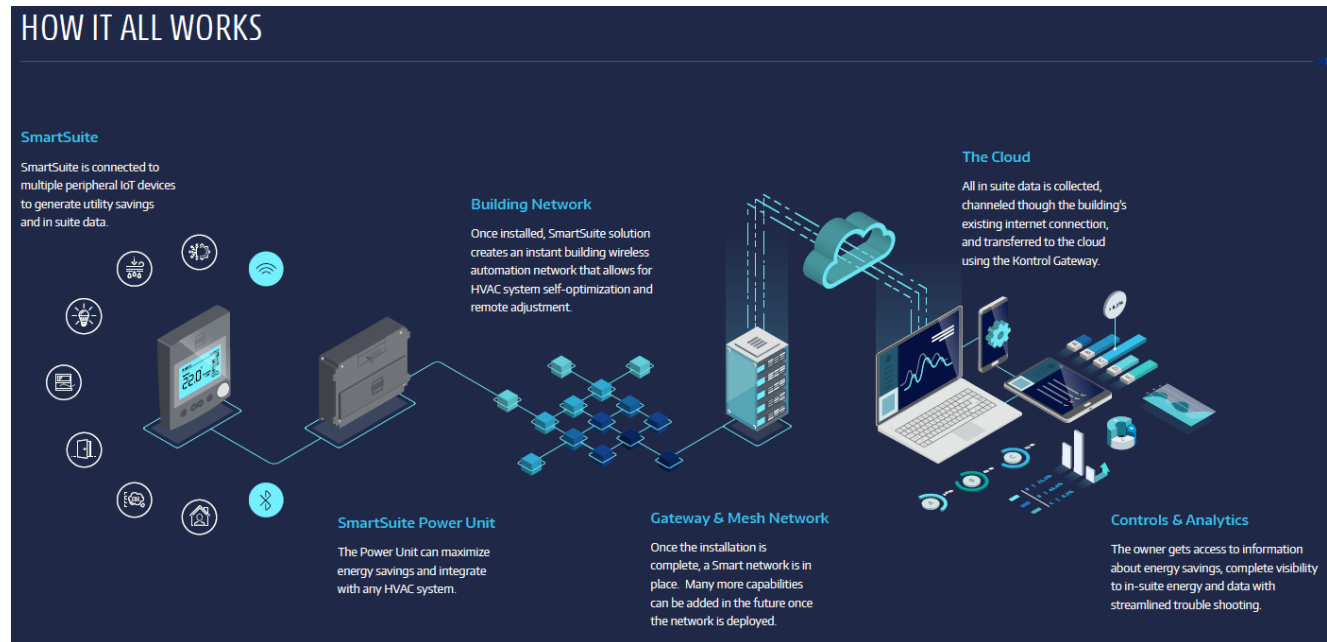 HOW IT ALL WORKS
SmartSuite
SmartSuite is connected to
multiple peripheral IoT devices
to generate utility savings
and in suite data.
Building Network
Once installed, SmartSuite solution
creates an instant building wireless
automation network that allows for
HVAC system self-optimization and
remote adjustment.
The Cloud
All in suite data is collected,
channeled though the building's
existing internet connection,
and transferred to the cloud
using the Kontrol Gateway.
22.0
SmartSuite Power Unit
The Power Unit can maximize
energy savings and integrate
with any HVAC system.
Gateway & Mesh Network
Once the installation is
complete, a Smart network is in
place. Many more capabilities
can be added in the future once
the network is deployed.
Controls & Analytics
The owner gets access to information
about energy savings, complete visibility
to in-suite energy and data with
streamlined trouble shooting.